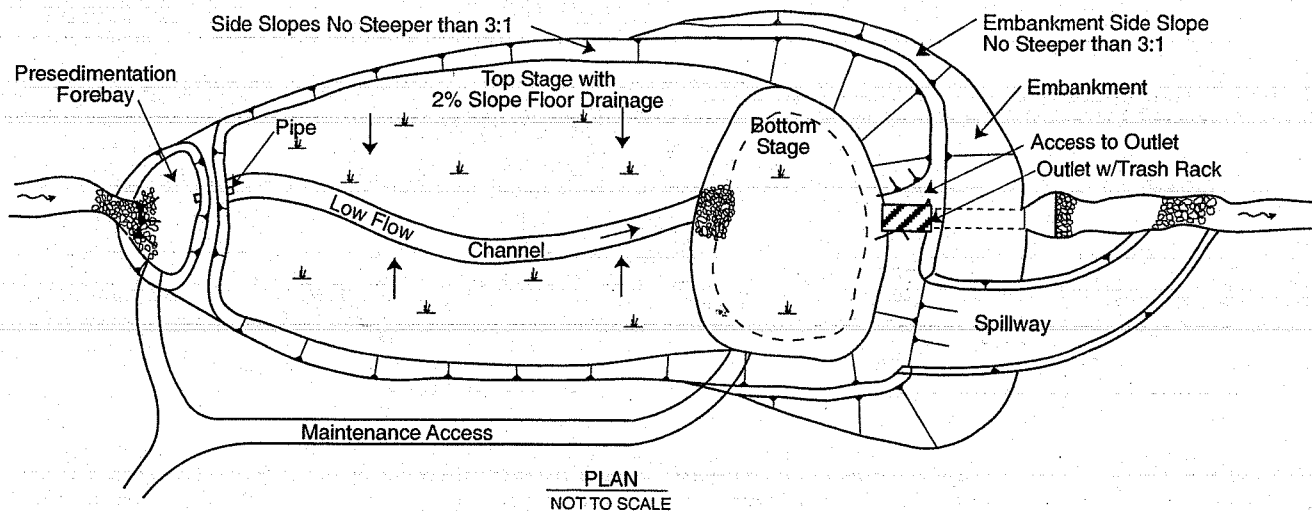 Side Slopes No Steeper than 3:1
Embankment Side Slope
No Steeper than 3:1
Presedimentation
Forebay
Top Stage with
2% Slope Floor Drainage
Embankment
Pipe
Bottom
Stage
Access to Outlet
Outlet w/Trash Rack
Low Flow
Channel
Spillway
Maintenance Access
PLAN
NOT TO SCALE